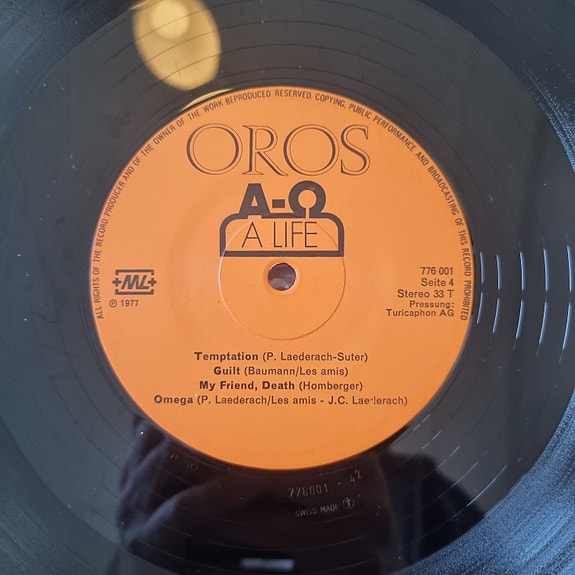 ALL RIGHTS OF THE RECORD PRODUCER AND OF THE OWNER OF THE WORK REPRODUCED RESERVED. COPYING, PUBLIC PERFORMANCE AND BROADCASTING OF THIS RECORD PROHIBITED
OROS
A-Ω
A LIFE
+ML+
℗ 1977
776 001
Seite 4
Stereo 33 T
Pressung:
Turicaphon AG
Temptation (P. Laederach-Suter)
Guilt (Baumann/Les amis)
My Friend, Death (Homberger)
Omega (P. Laederach/Les amis - J.C. Laederach)
776001 - 42
SWISS MADE